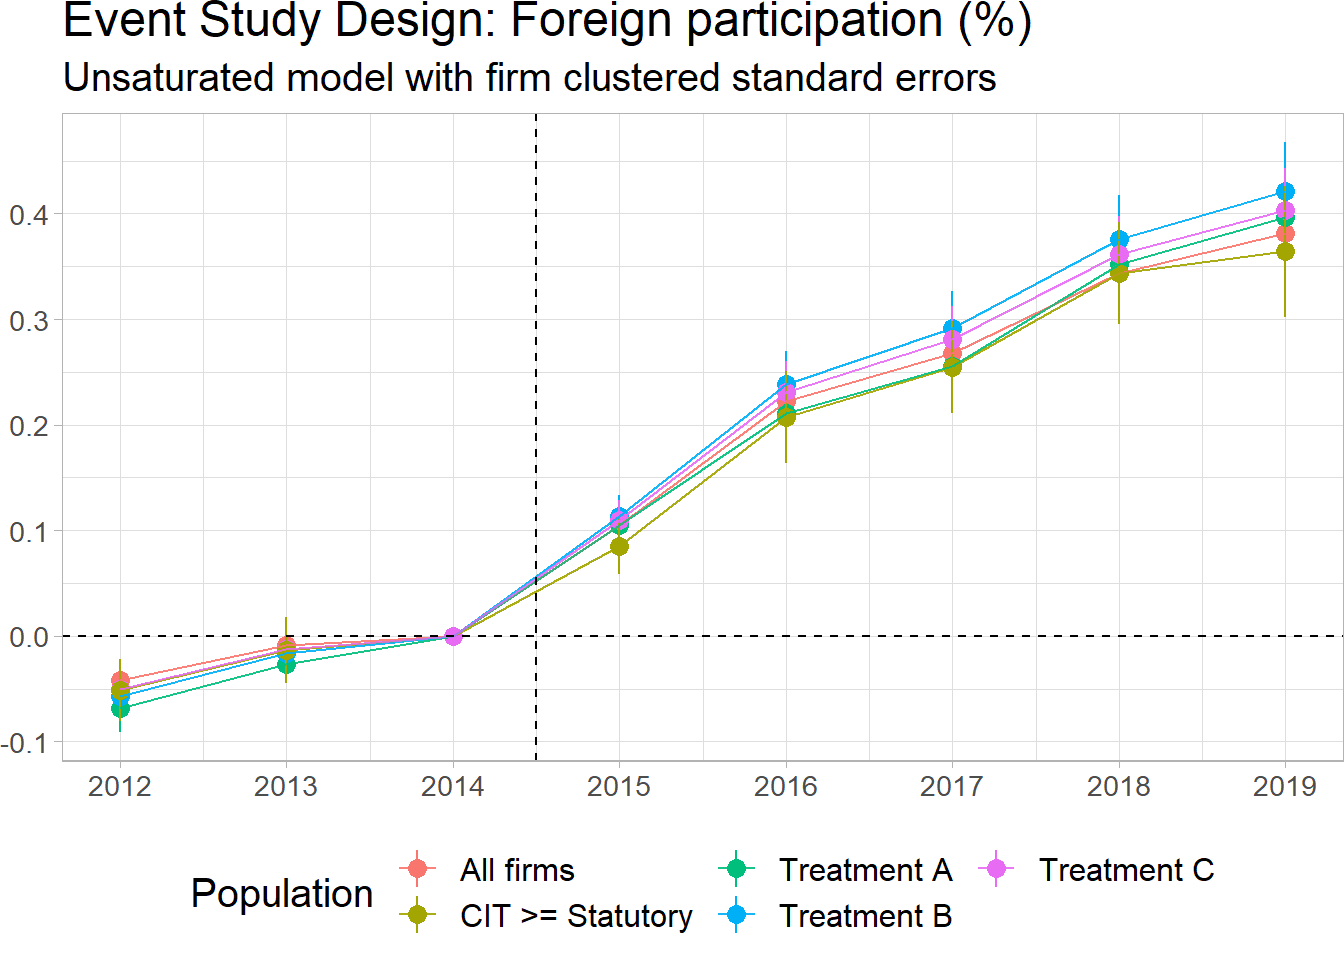 Event Study Design: Foreign participation (%)
Unsaturated model with firm clustered standard errors
0.4
0.3
0.2
0.1
0.0
-0.1
2012 2013 2014 2015 2016 2017 2018 2019
Population
All firms Treatment A Treatment C
CIT >= Statutory Treatment B